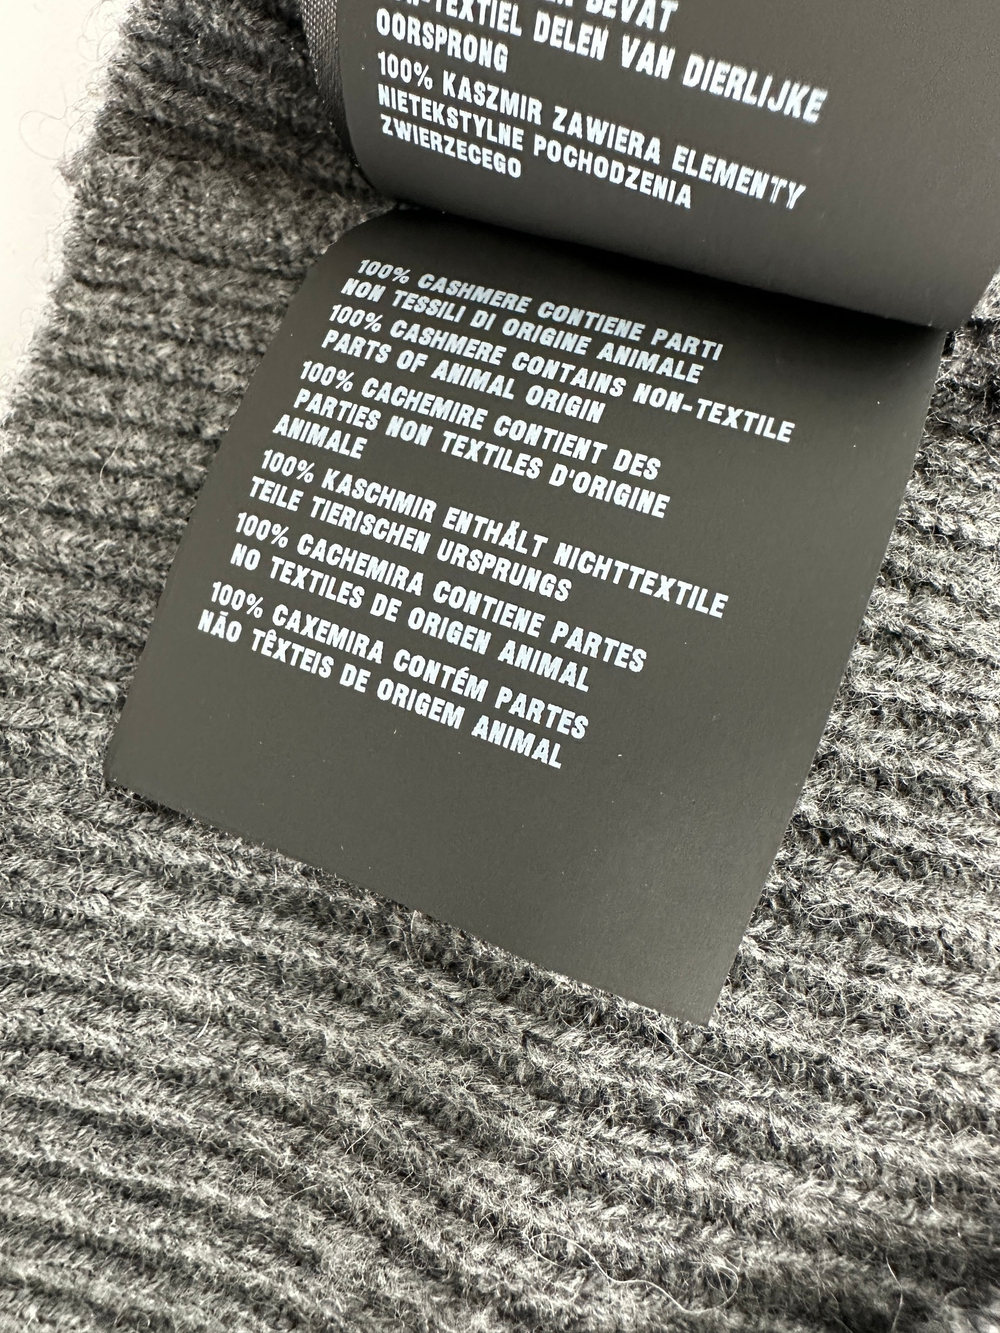 BEVAT
DELEN VAN DIERLIJKE
OORSPRONG
100% KASZMIR ZAWIERA ELEMENTY
NIETEKSTYLNE POCHODZENIA
ZWIERZECEGO
100% CASHMERE CONTIENE PARTI
NON TESSILI DI ORIGINE ANIMALE
100% CASHMERE CONTAINS NON-TEXTILE
PARTS OF ANIMAL ORIGIN
100% CACHEMIRE CONTIENT DES
PARTIES NON TEXTILES D'ORIGINE
ANIMALE
100% KASCHMIR ENTHÄLT NICHTTEXTILE
TEILE TIERISCHEN URSPRUNGS
100% CACHEMIRA CONTIENE PARTES
NO TEXTILES DE ORIGEN ANIMAL
100% CAXEMIRA CONTÉM PARTES
NÃO TÊXTEIS DE ORIGEM ANIMAL